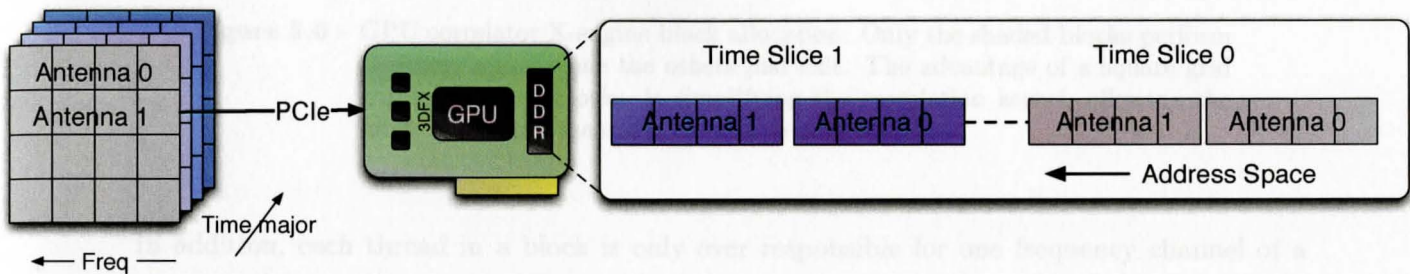 Antenna 0
Antenna 1
PCIe
3DFX
GPU
DDR
Time major
Freq
Time Slice 1
Time Slice 0
Antenna 1
Antenna 0
Antenna 1
Antenna 0
Address Space
In addition, each thread in a block is only over responsible for one frequency channel of a